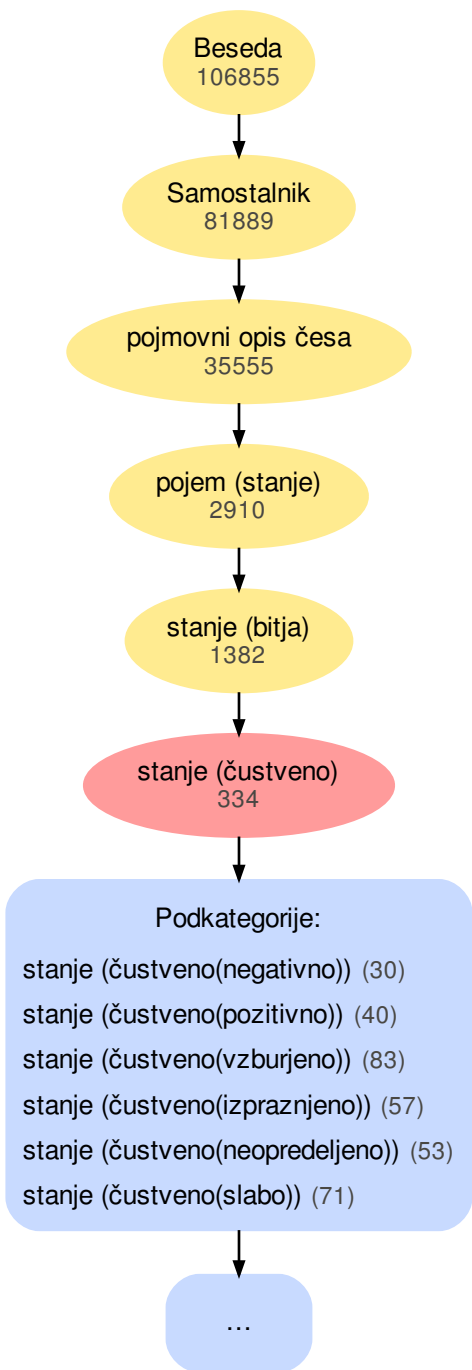 Beseda
106855
Samostalnik
81889
pojmovni opis česa
35555
pojem (stanje)
2910
stanje (bitja)
1382
stanje (čustveno)
334
Podkategorije:
stanje (čustveno(negativno)) (30)
stanje (čustveno(pozitivno)) (40)
stanje (čustveno(vzburjeno)) (83)
stanje (čustveno(izpraznjeno)) (57)
stanje (čustveno(neopredeljeno)) (53)
stanje (čustveno(slabo)) (71)
...